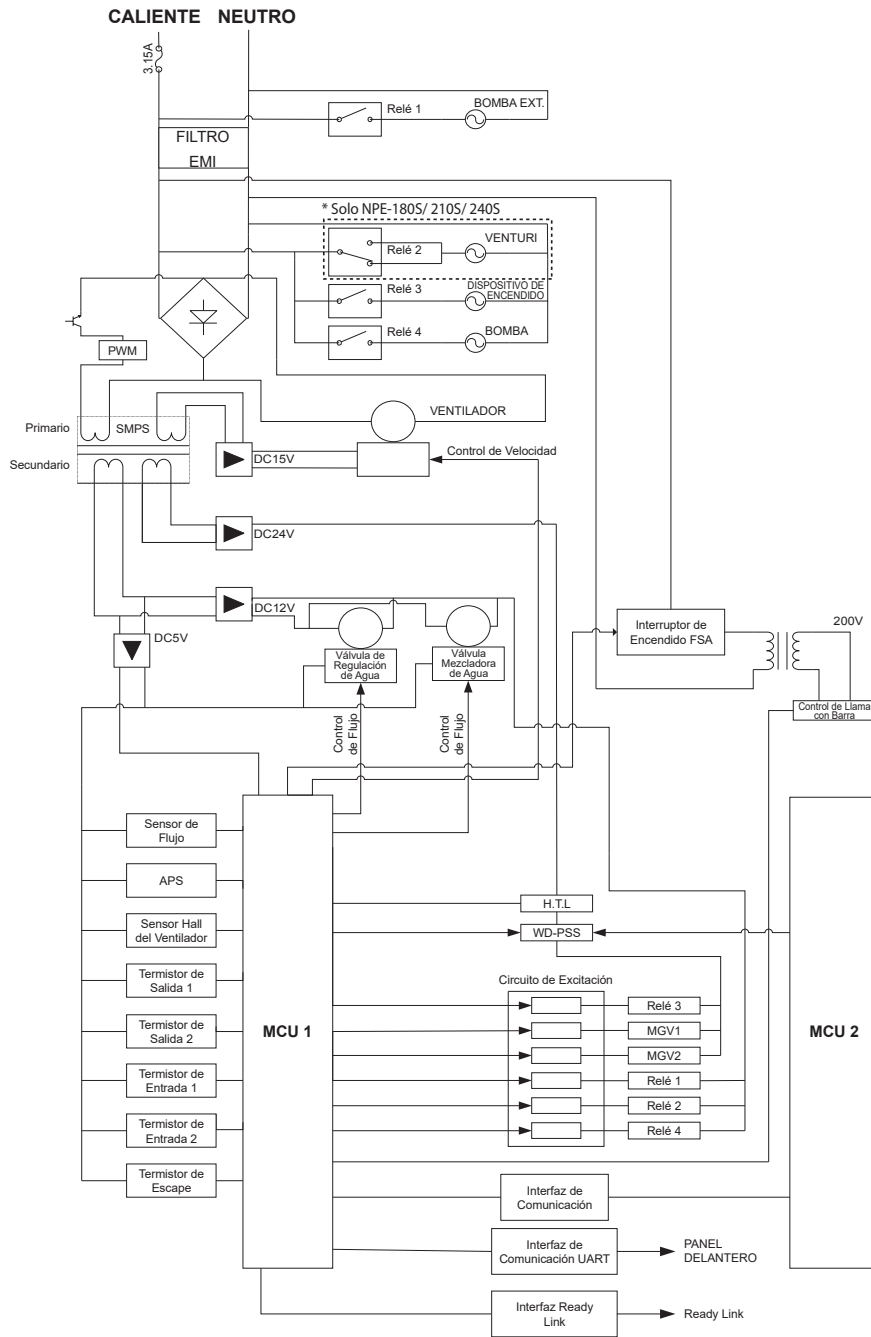 CALIENTE NEUTRO
3.15A
Relé 1
BOMBA EXT.
FILTRO
EMI
* Solo NPE-180S/ 210S/ 240S
Relé 2
VENTURI
Relé 3
DISPOSITIVO DE
ENCENDIDO
Relé 4
BOMBA
PWM
VENTILADOR
Primario
SMPS
Secundario
DC15V
Control de Velocidad
DC24V
DC12V
DC5V
Válvula de
Regulación
de Agua
Válvula
Mezcladora
de Agua
Interruptor de
Encendido FSA
200V
Control de Llama
con Barra
Control
de Flujo
Control
de Flujo
Sensor de
Flujo
APS
Sensor Hall
del Ventilador
Termistor de
Salida 1
Termistor de
Salida 2
Termistor de
Entrada 1
Termistor de
Entrada 2
Termistor de
Escape
MCU 1
H.T.L
WD-PSS
Circuito de Excitación
Relé 3
MGV1
MGV2
Relé 1
Relé 2
Relé 4
MCU 2
Interfaz de
Comunicación
Interfaz de
Comunicación UART
PANEL
DELANTERO
Interfaz Ready
Link
Ready Link